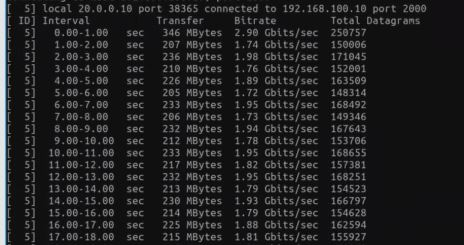 [  5] local 20.0.0.10 port 38365 connected to 192.168.100.10 port 2000
[ ID] Interval           Transfer     Bitrate         Total Datagrams
[  5]   0.00-1.00   sec   346 MBytes  2.90 Gbits/sec  250757
[  5]   1.00-2.00   sec   207 MBytes  1.74 Gbits/sec  150006
[  5]   2.00-3.00   sec   236 MBytes  1.98 Gbits/sec  171045
[  5]   3.00-4.00   sec   210 MBytes  1.76 Gbits/sec  152001
[  5]   4.00-5.00   sec   226 MBytes  1.89 Gbits/sec  163509
[  5]   5.00-6.00   sec   205 MBytes  1.72 Gbits/sec  148314
[  5]   6.00-7.00   sec   233 MBytes  1.95 Gbits/sec  168492
[  5]   7.00-8.00   sec   206 MBytes  1.73 Gbits/sec  149346
[  5]   8.00-9.00   sec   232 MBytes  1.94 Gbits/sec  167643
[  5]   9.00-10.00  sec   212 MBytes  1.78 Gbits/sec  153706
[  5]  10.00-11.00  sec   233 MBytes  1.95 Gbits/sec  168655
[  5]  11.00-12.00  sec   217 MBytes  1.82 Gbits/sec  157381
[  5]  12.00-13.00  sec   232 MBytes  1.95 Gbits/sec  168251
[  5]  13.00-14.00  sec   213 MBytes  1.79 Gbits/sec  154523
[  5]  14.00-15.00  sec   230 MBytes  1.93 Gbits/sec  166797
[  5]  15.00-16.00  sec   214 MBytes  1.79 Gbits/sec  154628
[  5]  16.00-17.00  sec   225 MBytes  1.88 Gbits/sec  162594
[  5]  17.00-18.00  sec   215 MBytes  1.81 Gbits/sec  155927